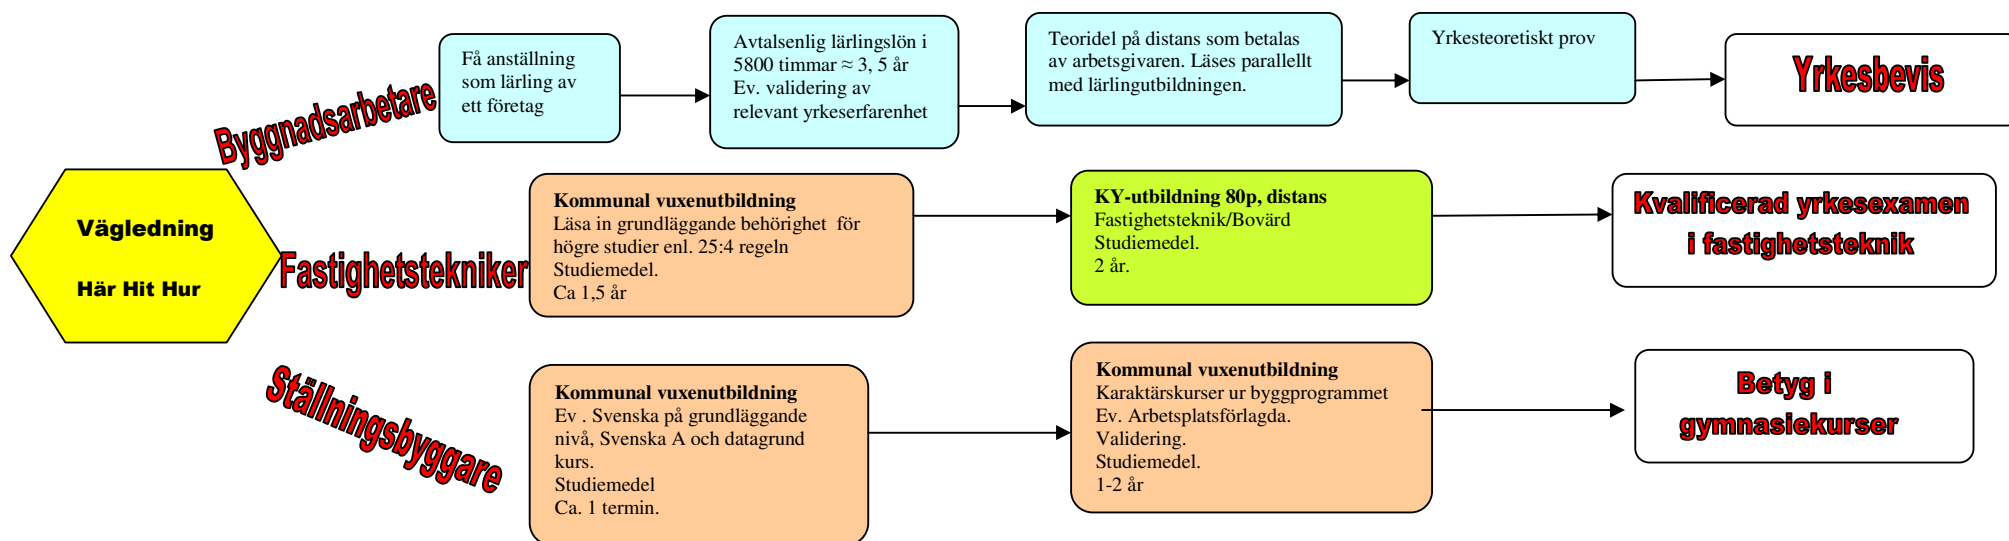 Vägledning
Här Hit Hur
Byggnadsarbetare
Få anställning
som lärling av
ett företag
Avtalsenlig lärlingslön i
5800 timmar ≈ 3, 5 år
Ev. validering av
relevant yrkeserfarenhet
Teoridel på distans som betalas
av arbetsgivaren. Läses parallellt
med lärlingutbildningen.
Yrkesteoretiskt prov
Yrkesbevis
Fastighetstekniker
Kommunal vuxenutbildning
Läsa in grundläggande behörighet för
högre studier enl. 25:4 regeln
Studiemedel.
Ca 1,5 år
KY-utbildning 80p, distans
Fastighetsteknik/Bovärd
Studiemedel.
2 år.
Kvalificerad yrkesexamen
i fastighetsteknik
Ställningsbyggare
Kommunal vuxenutbildning
Ev . Svenska på grundläggande
nivå, Svenska A och datagrund
kurs.
Studiemedel
Ca. 1 termin.
Kommunal vuxenutbildning
Karaktärskurser ur byggprogrammet
Ev. Arbetsplatsförlagda.
Validering.
Studiemedel.
1-2 år
Betyg i
gymnasiekurser